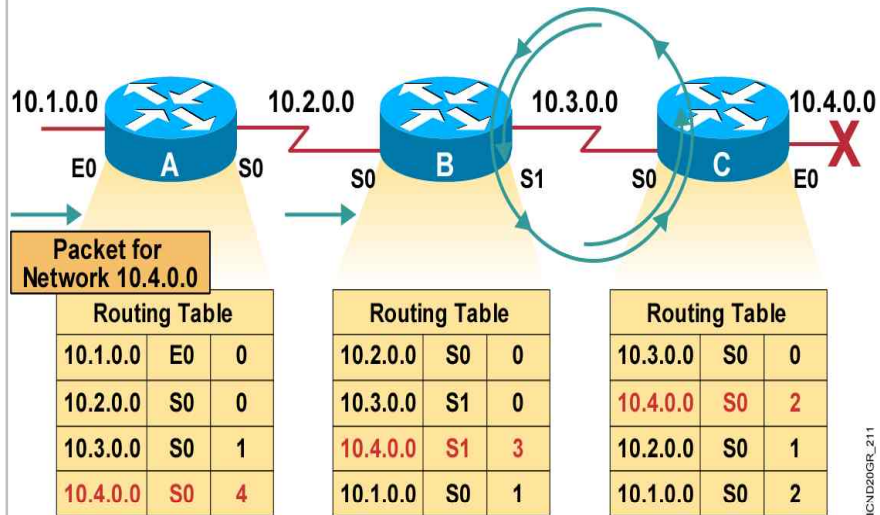 10.1.0.0 10.2.0.0 10.3.0.0 10.4.0.0
A B C X
E0 S0 S0 S1 S0 E0
Packet for
Network 10.4.0.0
Routing Table
10.1.0.0 E0 0
10.2.0.0 S0 0
10.3.0.0 S0 1
10.4.0.0 S0 4
Routing Table
10.2.0.0 S0 0
10.3.0.0 S1 0
10.4.0.0 S1 3
10.1.0.0 S0 1
Routing Table
10.3.0.0 S0 0
10.4.0.0 S0 2
10.2.0.0 S0 1
10.1.0.0 S0 2
ICND20GR_211